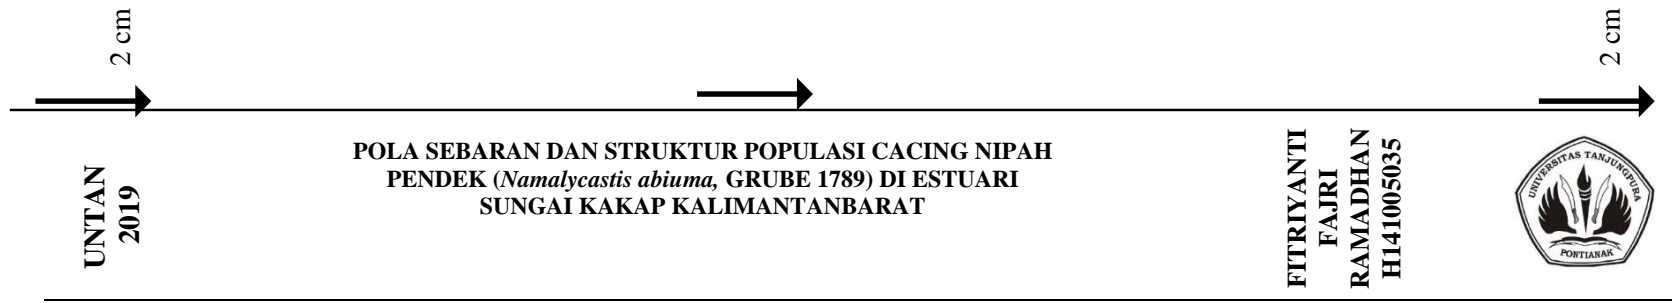 2 cm
2 cm
UNTAN
2019
POLA SEBARAN DAN STRUKTUR POPULASI CACING NIPAH
PENDEK (Namalycastis abiuma, GRUBE 1789) DI ESTUARI
SUNGAI KAKAP KALIMANTANBARAT
FITRIYANTI
FAJRI
RAMADHAN
H141005035
UNIVERSITAS TANJUNGPURA
PONTIANAK